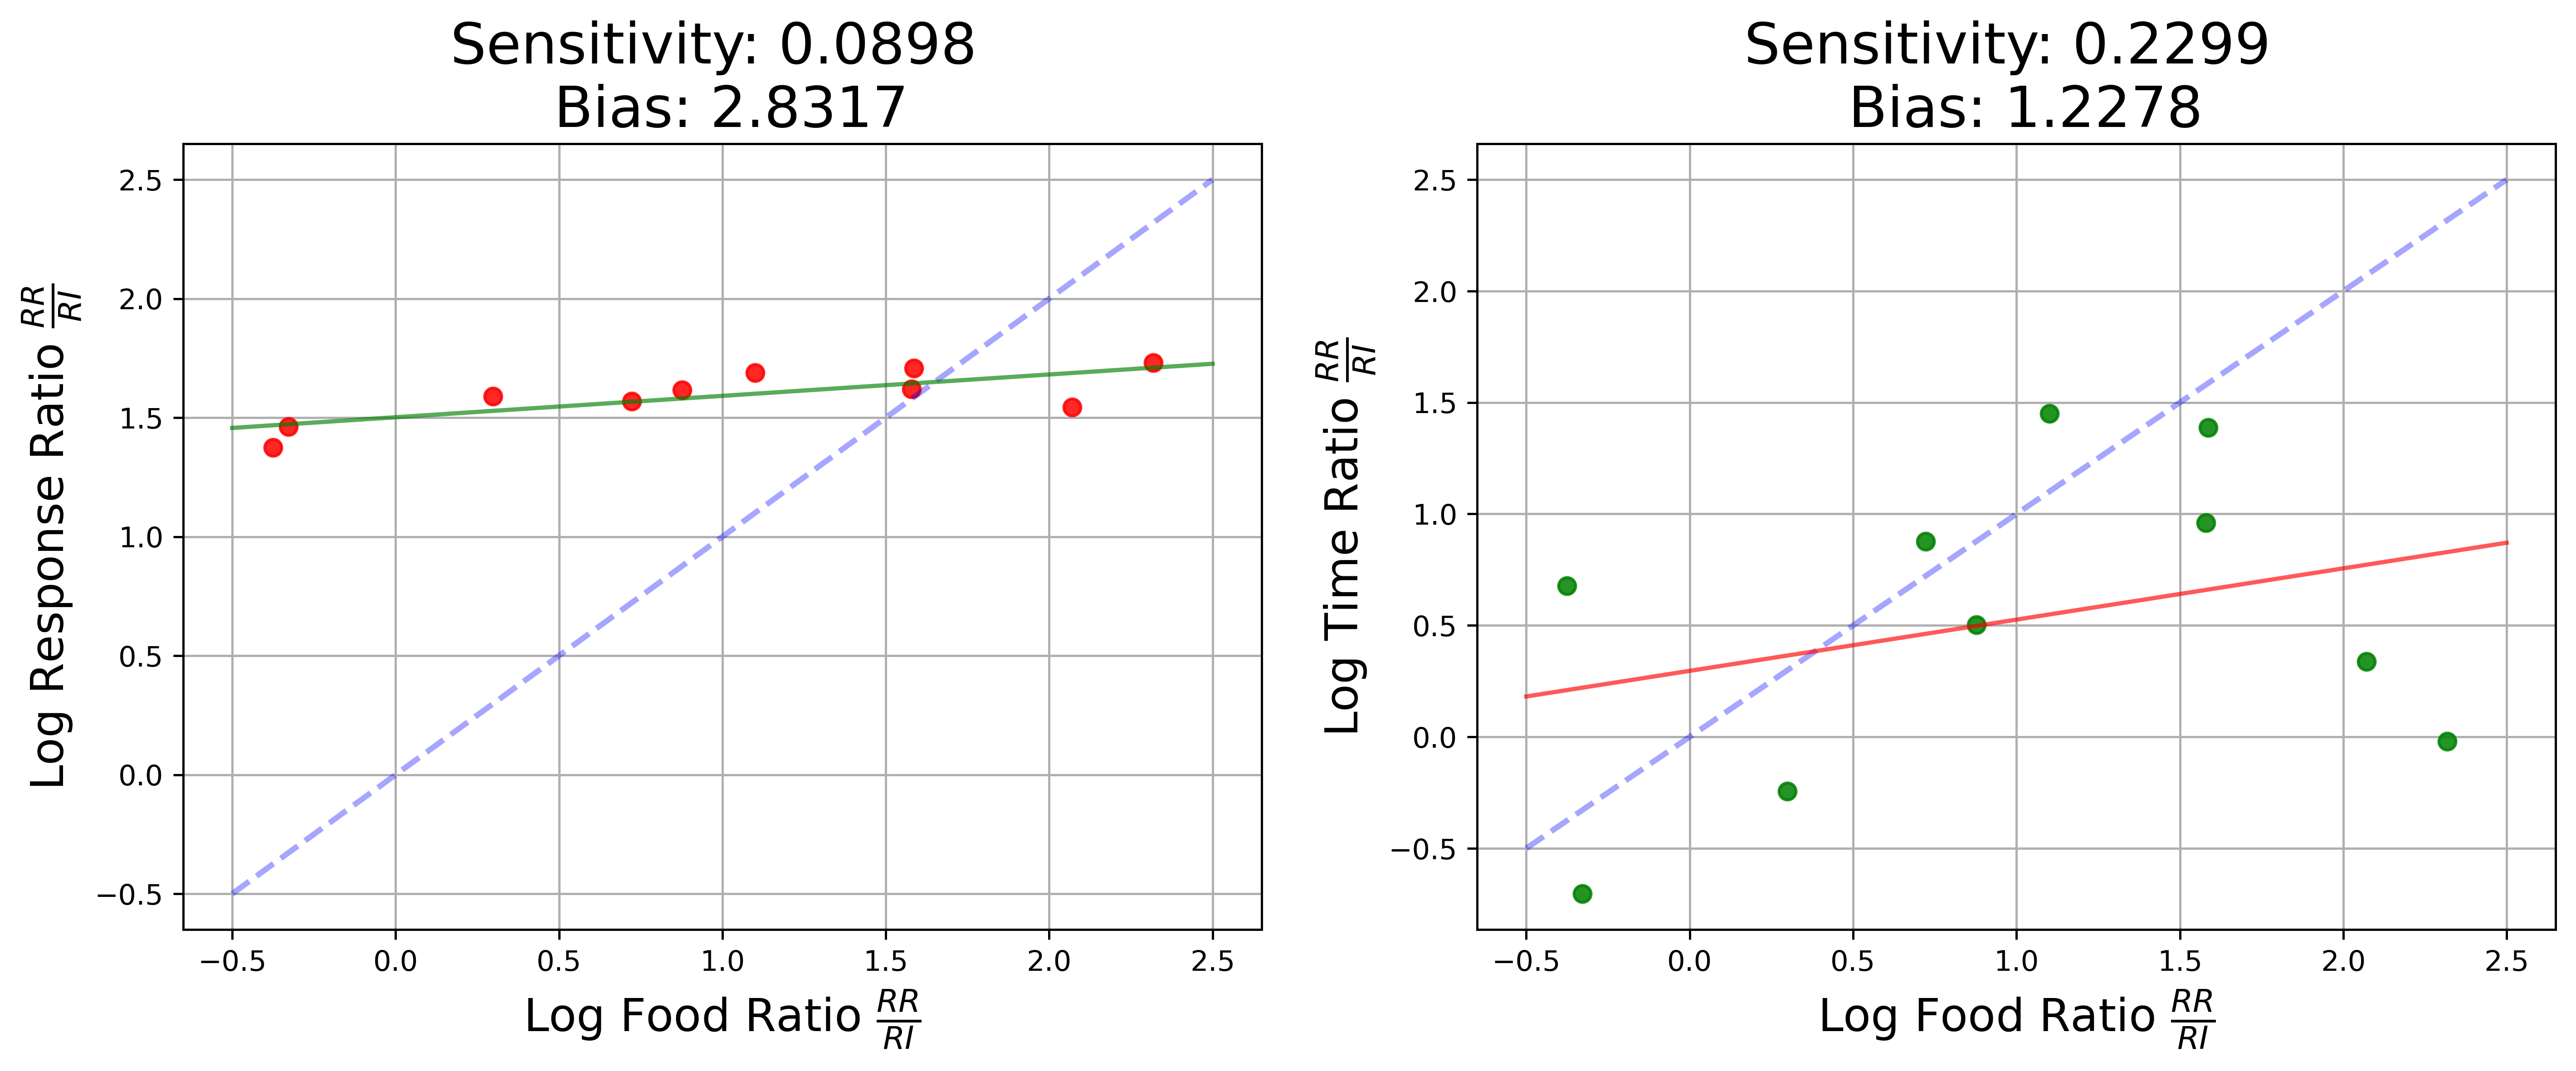 Sensitivity: 0.0898
Bias: 2.8317
Log Response Ratio RR/RI
2.5
2.0
1.5
1.0
0.5
0.0
−0.5
−0.5 0.0 0.5 1.0 1.5 2.0 2.5
Log Food Ratio RR/RI
Sensitivity: 0.2299
Bias: 1.2278
Log Time Ratio RR/RI
2.5
2.0
1.5
1.0
0.5
0.0
−0.5
−0.5 0.0 0.5 1.0 1.5 2.0 2.5
Log Food Ratio RR/RI